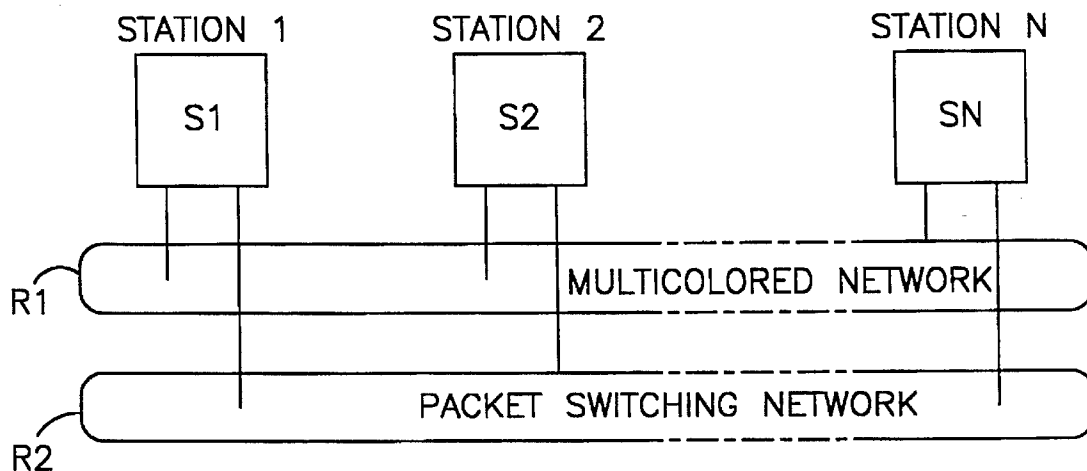 STATION 1
STATION 2
STATION N
S1
S2
SN
MULTICOLORED NETWORK
R1
PACKET SWITCHING NETWORK
R2